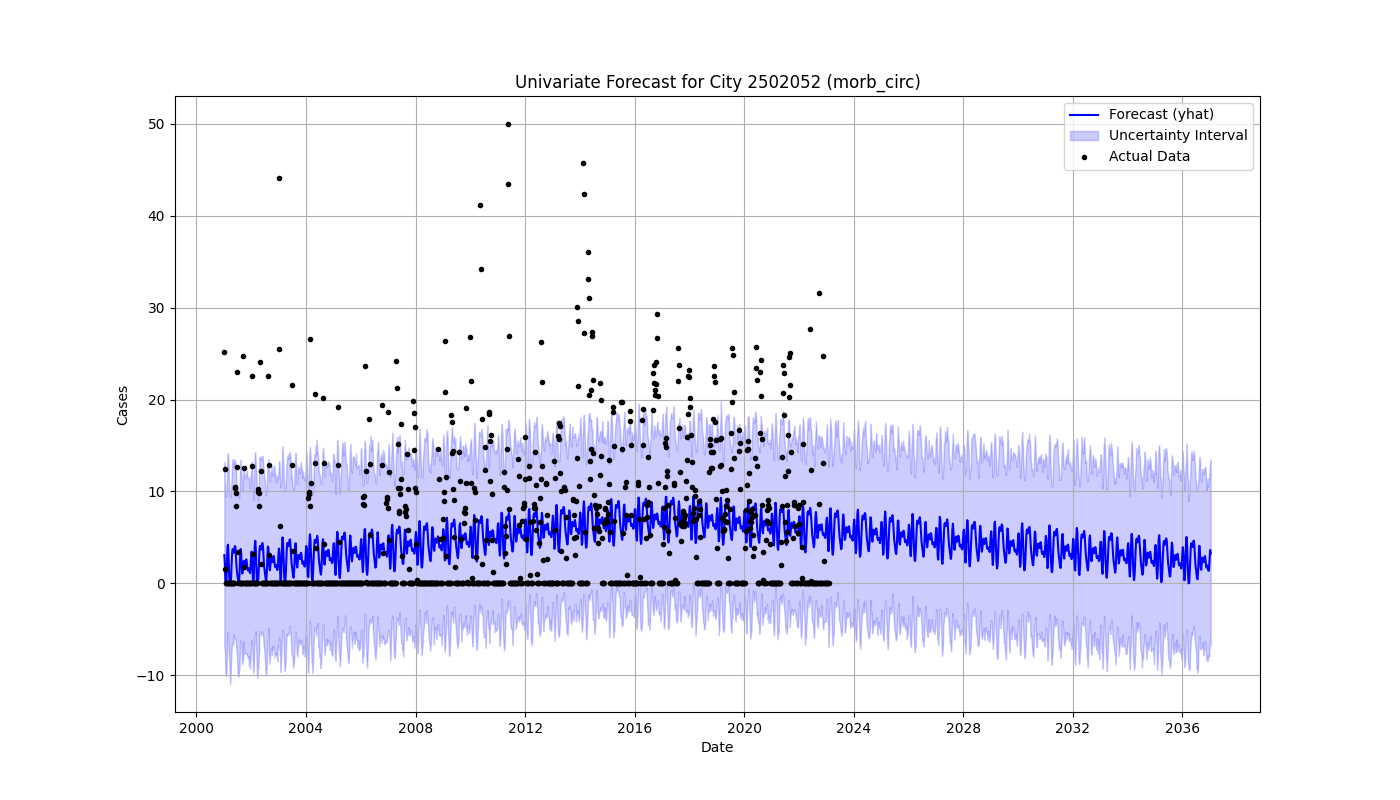 Univariate Forecast for City 2502052 (morb_circ)
Forecast (yhat)
Uncertainty Interval
Actual Data
Cases
50
40
30
20
10
0
−10
2000 2004 2008 2012 2016 2020 2024 2028 2032 2036
Date